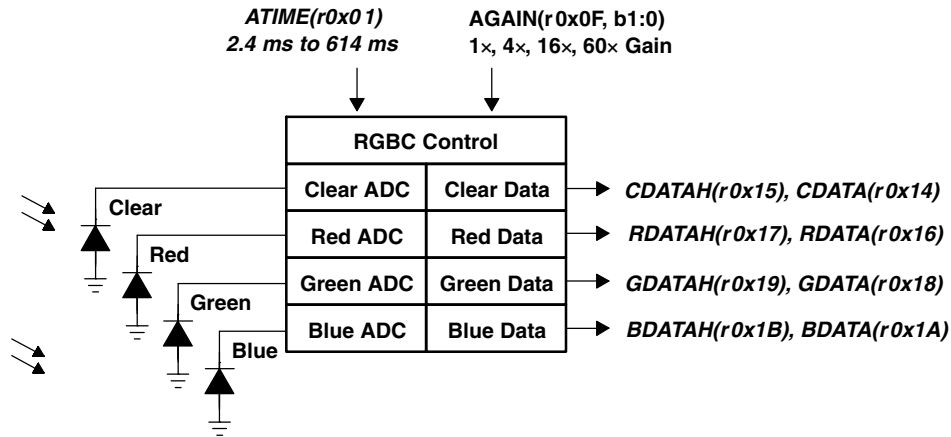 ATIME(r0x01)
2.4 ms to 614 ms
AGAIN(r0x0F, b1:0)
1×, 4×, 16×, 60× Gain
RGBC Control
Clear
Clear ADC
Clear Data
CDATAH(r0x15), CDATA(r0x14)
Red
Red ADC
Red Data
RDATAH(r0x17), RDATA(r0x16)
Green
Green ADC
Green Data
GDATAH(r0x19), GDATA(r0x18)
Blue
Blue ADC
Blue Data
BDATAH(r0x1B), BDATA(r0x1A)